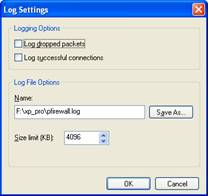 Log Settings
Logging Options
Log dropped packets
Log successful connections
Log File Options
Name:
F:\xp_pro\pfirewall.log
Save As...
Size limit (KB):
4096
OK
Cancel